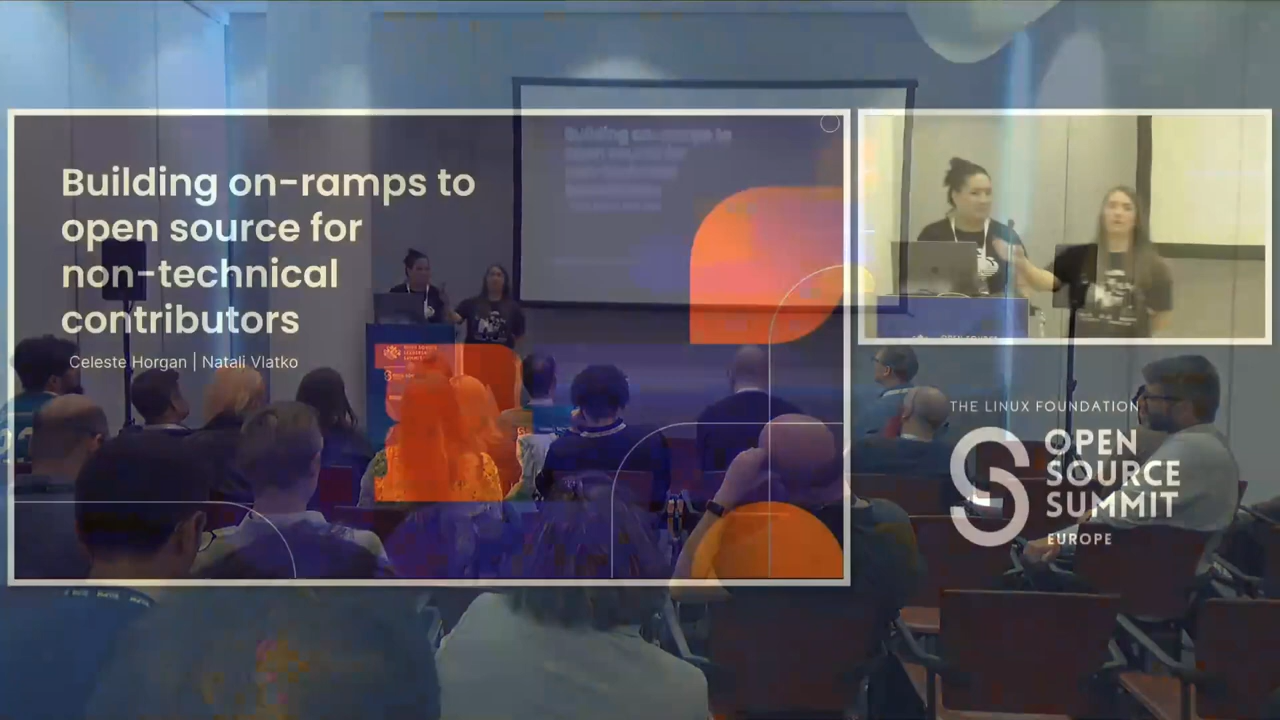 Building on-ramps to
open source for
non-technical
contributors
Celeste Horgan | Natali Vlatko
THE LINUX FOUNDATION
OPEN
SOURCE
SUMMIT
EUROPE